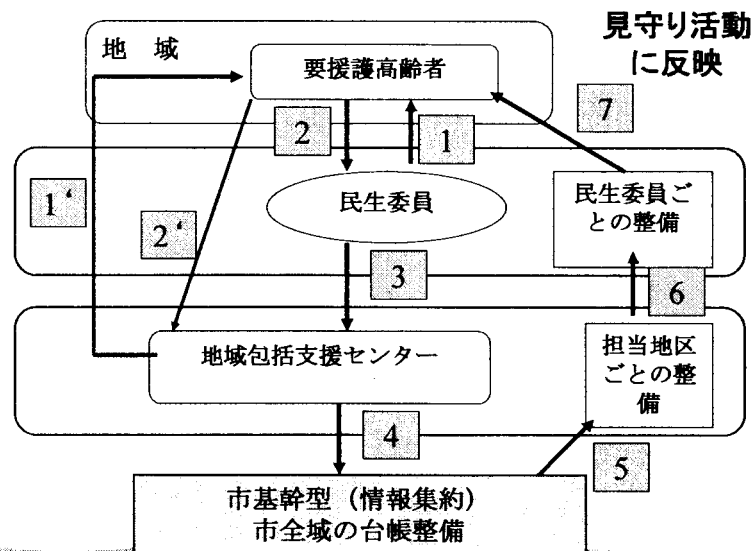 見守り活動
に反映
地 域
要援護高齢者
7
2
1
民生委員
民生委員ご
との整備
1‘
2‘
3
6
地域包括支援センター
担当地区
ごとの整
備
4
5
市基幹型（情報集約）
市全域の台帳整備